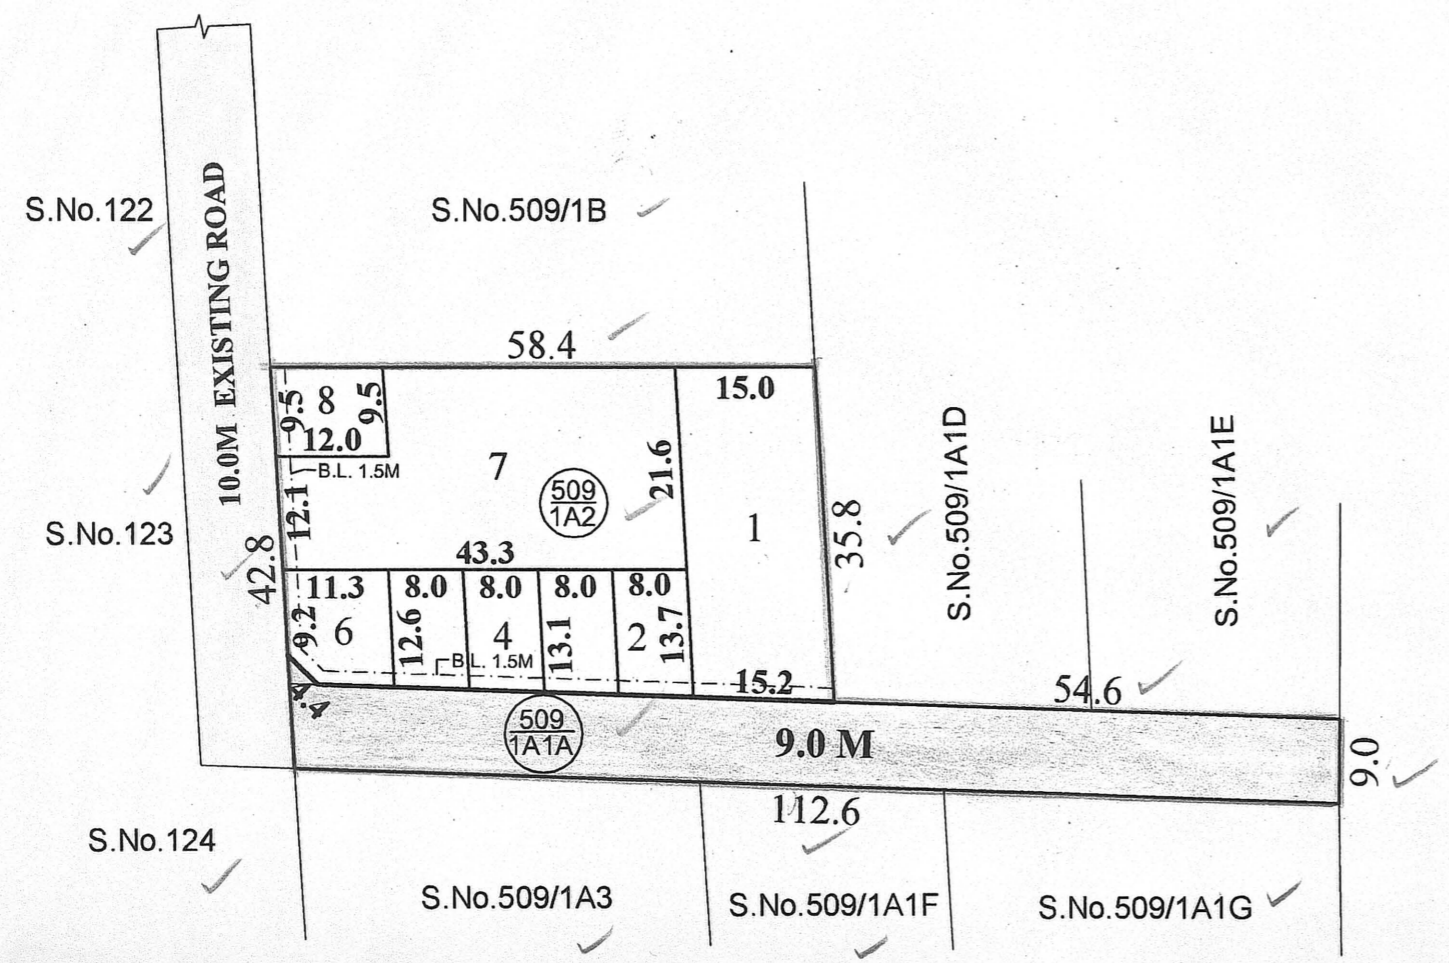 S.No.122
S.No.509/1B
10.0M EXISTING ROAD
58.4
9.5
8
9.5
12.0
15.0
B.L. 1.5M
7
21.6
509
1A2
1
35.8
S.No.509/1A1D
S.No.509/1A1E
S.No.123
12.1
42.8
43.3
11.3
8.0
8.0
8.0
8.0
9.2
6
12.6
4
13.1
2
13.7
B.L. 1.5M
15.2
54.6
4.4
509
1A1A
9.0 M
9.0
112.6
S.No.124
S.No.509/1A3
S.No.509/1A1F
S.No.509/1A1G